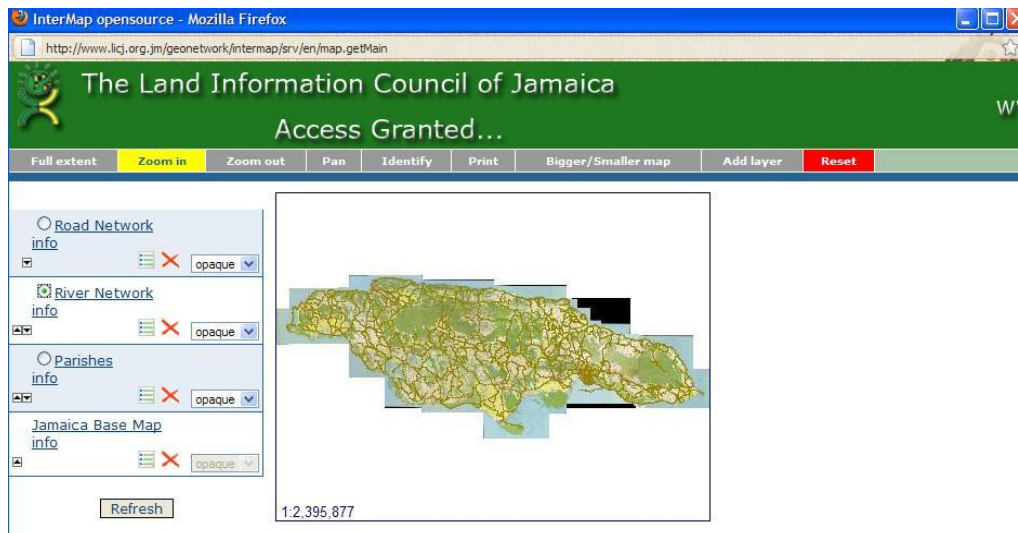 InterMap opensource - Mozilla Firefox
http://www.licj.org.jm/geonetwork/intermap/srv/en/map.getMain
The Land Information Council of Jamaica
Access Granted...
Full extent Zoom in Zoom out Pan Identify Print Bigger/Smaller map Add layer Reset
Road Network
info
opaque
River Network
info
opaque
Parishes
info
opaque
Jamaica Base Map
info
opaque
Refresh
1:2,395,877